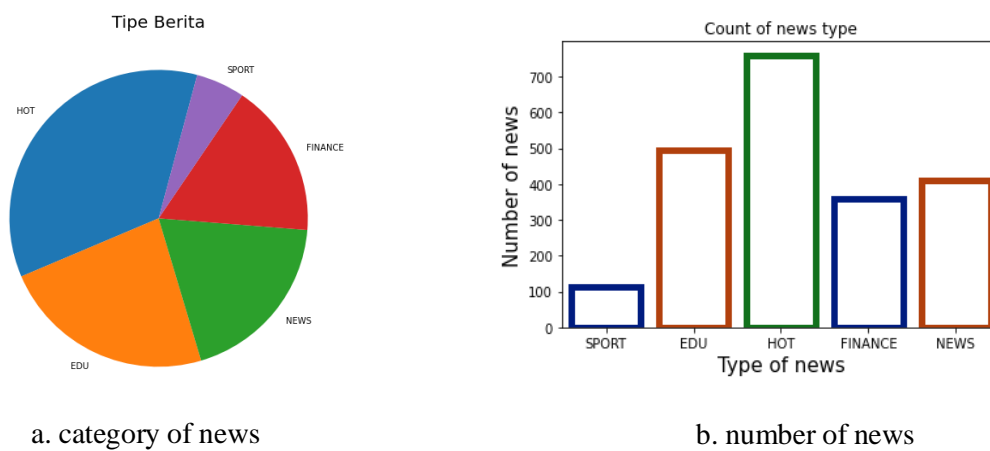 Tipe Berita
HOT
SPORT
FINANCE
NEWS
EDU
a. category of news
Count of news type
Number of news
700
600
500
400
300
200
100
0
SPORT EDU HOT FINANCE NEWS
Type of news
b. number of news